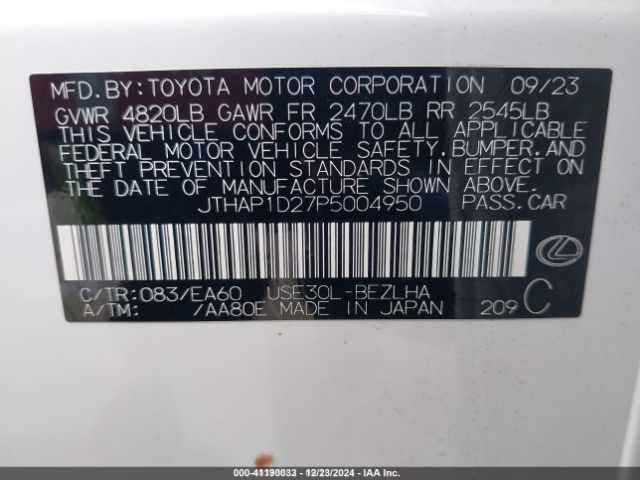 MFD.BY:TOYOTA MOTOR CORPORATION 09/23
GVWR 4820LB GAWR FR 2470LB RR 2545LB
THIS VEHICLE CONFORMS TO ALL APPLICABLE
FEDERAL MOTOR VEHICLE SAFETY,BUMPER,AND
THEFT PREVENTION STANDARDS IN EFFECT ON
THE DATE OF MANUFACTURE SHOWN ABOVE.
JTHAP1D27P5004950 PASS.CAR
C/TR:083/EA60 USE30L-BEZLHA
A/TM: /AA80E MADE IN JAPAN 209 C
000-41190033 - 12/23/2024 - IAA Inc.